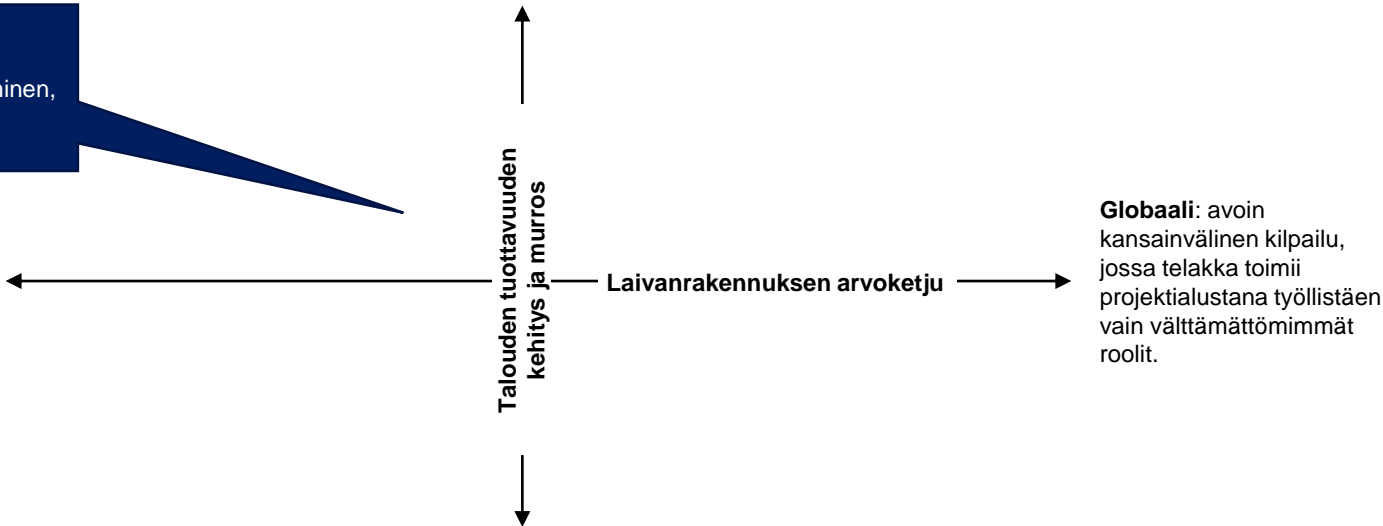 Talouden tuottavuuden
kehitys ja murros
Laivanrakennuksen arvoketju
Globaali: avoin
kansainvälinen kilpailu,
jossa telakka toimii
projektialustana työllistäen
vain välttämättömimmät
roolit.